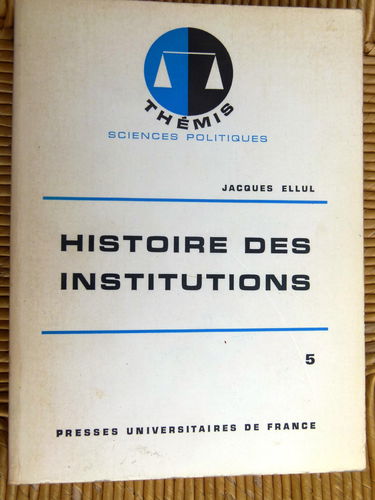 THÉMIS
SCIENCES POLITIQUES
JACQUES ELLUL
HISTOIRE DES
INSTITUTIONS
5
PRESSES UNIVERSITAIRES DE FRANCE